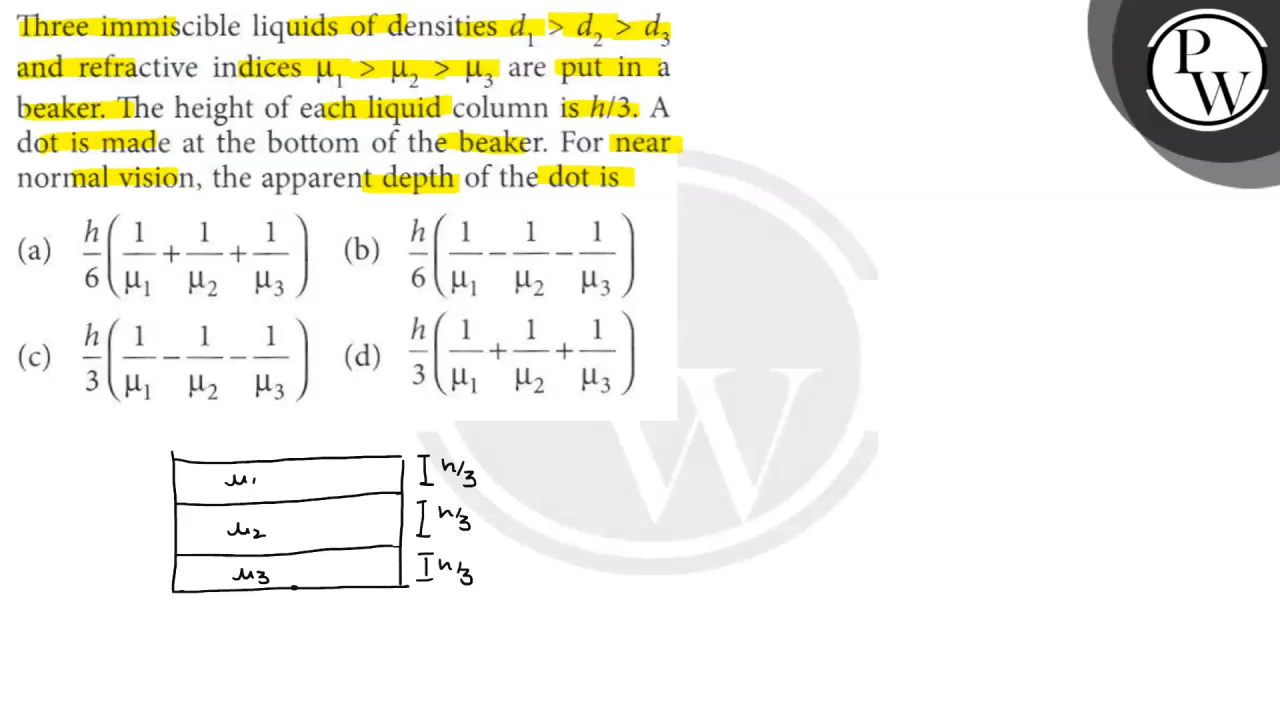 Three immiscible liquids of densities d₁ > d₂ > d₃
and refractive indices μ₁ > μ₂ > μ₃ are put in a
beaker. The height of each liquid column is h/3. A
dot is made at the bottom of the beaker. For near
normal vision, the apparent depth of the dot is
(a) h/6 (1/μ₁ + 1/μ₂ + 1/μ₃) (b) h/6 (1/μ₁ − 1/μ₂ − 1/μ₃)
(c) h/3 (1/μ₁ − 1/μ₂ − 1/μ₃) (d) h/3 (1/μ₁ + 1/μ₂ + 1/μ₃)
μ₁ h/3
μ₂ h/3
μ₃ h/3
P
W
W